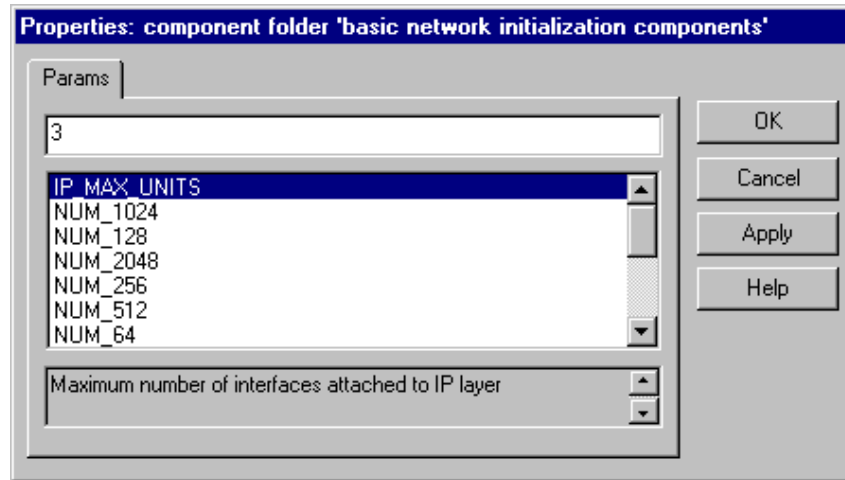 Properties: component folder 'basic network initialization components'
Params
3
OK
IP_MAX_UNITS
Cancel
NUM_1024
NUM_128
Apply
NUM_2048
NUM_256
Help
NUM_512
NUM_64
Maximum number of interfaces attached to IP layer